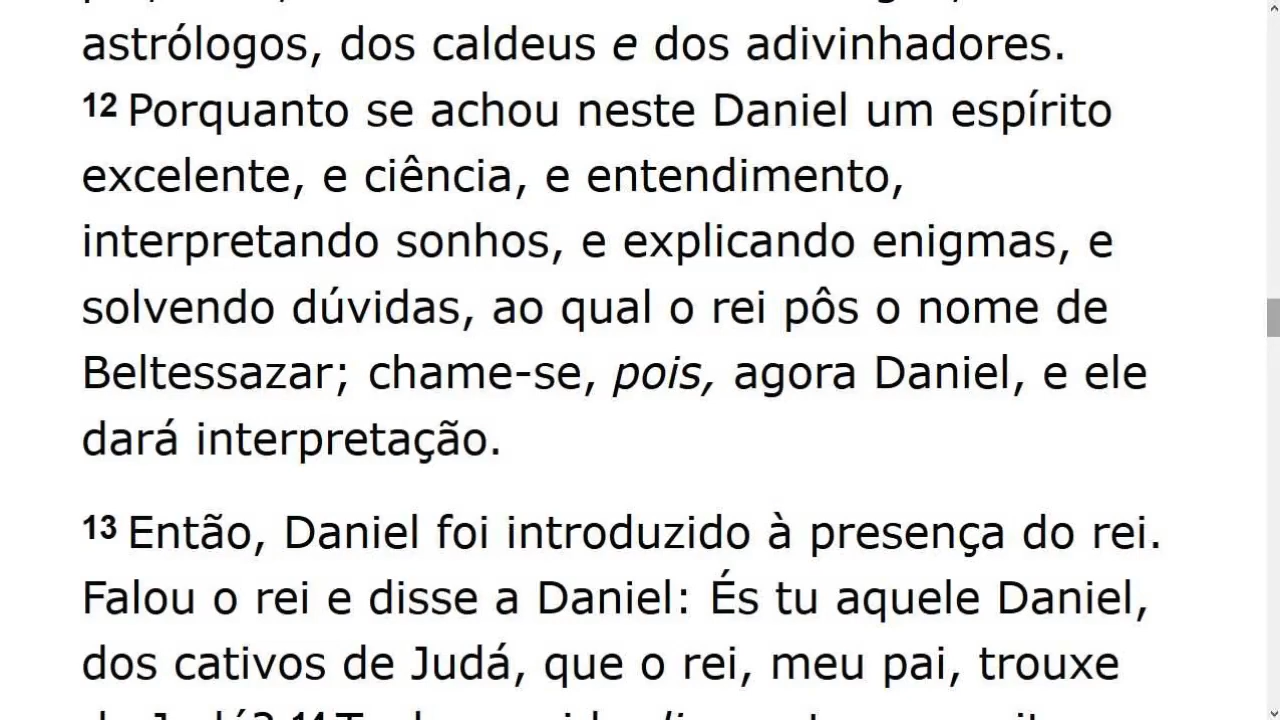 astrólogos, dos caldeus e dos adivinhadores.
12 Porquanto se achou neste Daniel um espírito
excelente, e ciência, e entendimento,
interpretando sonhos, e explicando enigmas, e
solvendo dúvidas, ao qual o rei pôs o nome de
Beltessazar; chame-se, pois, agora Daniel, e ele
dará interpretação.
13 Então, Daniel foi introduzido à presença do rei.
Falou o rei e disse a Daniel: És tu aquele Daniel,
dos cativos de Judá, que o rei, meu pai, trouxe
de Judá? 14